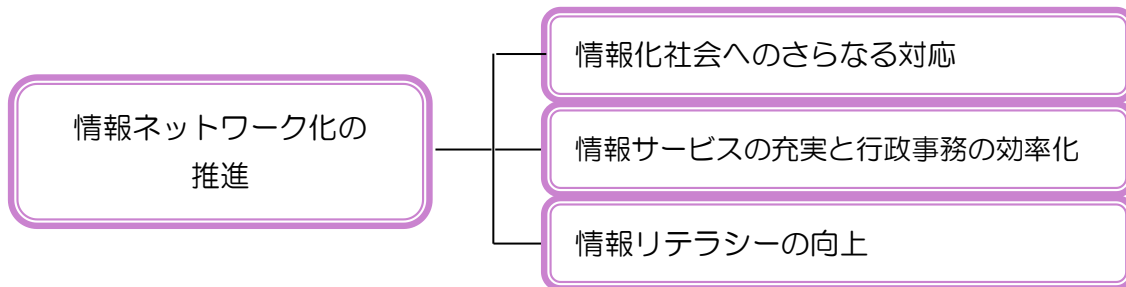 情報ネットワーク化の
推進
情報化社会へのさらなる対応
情報サービスの充実と行政事務の効率化
情報リテラシーの向上